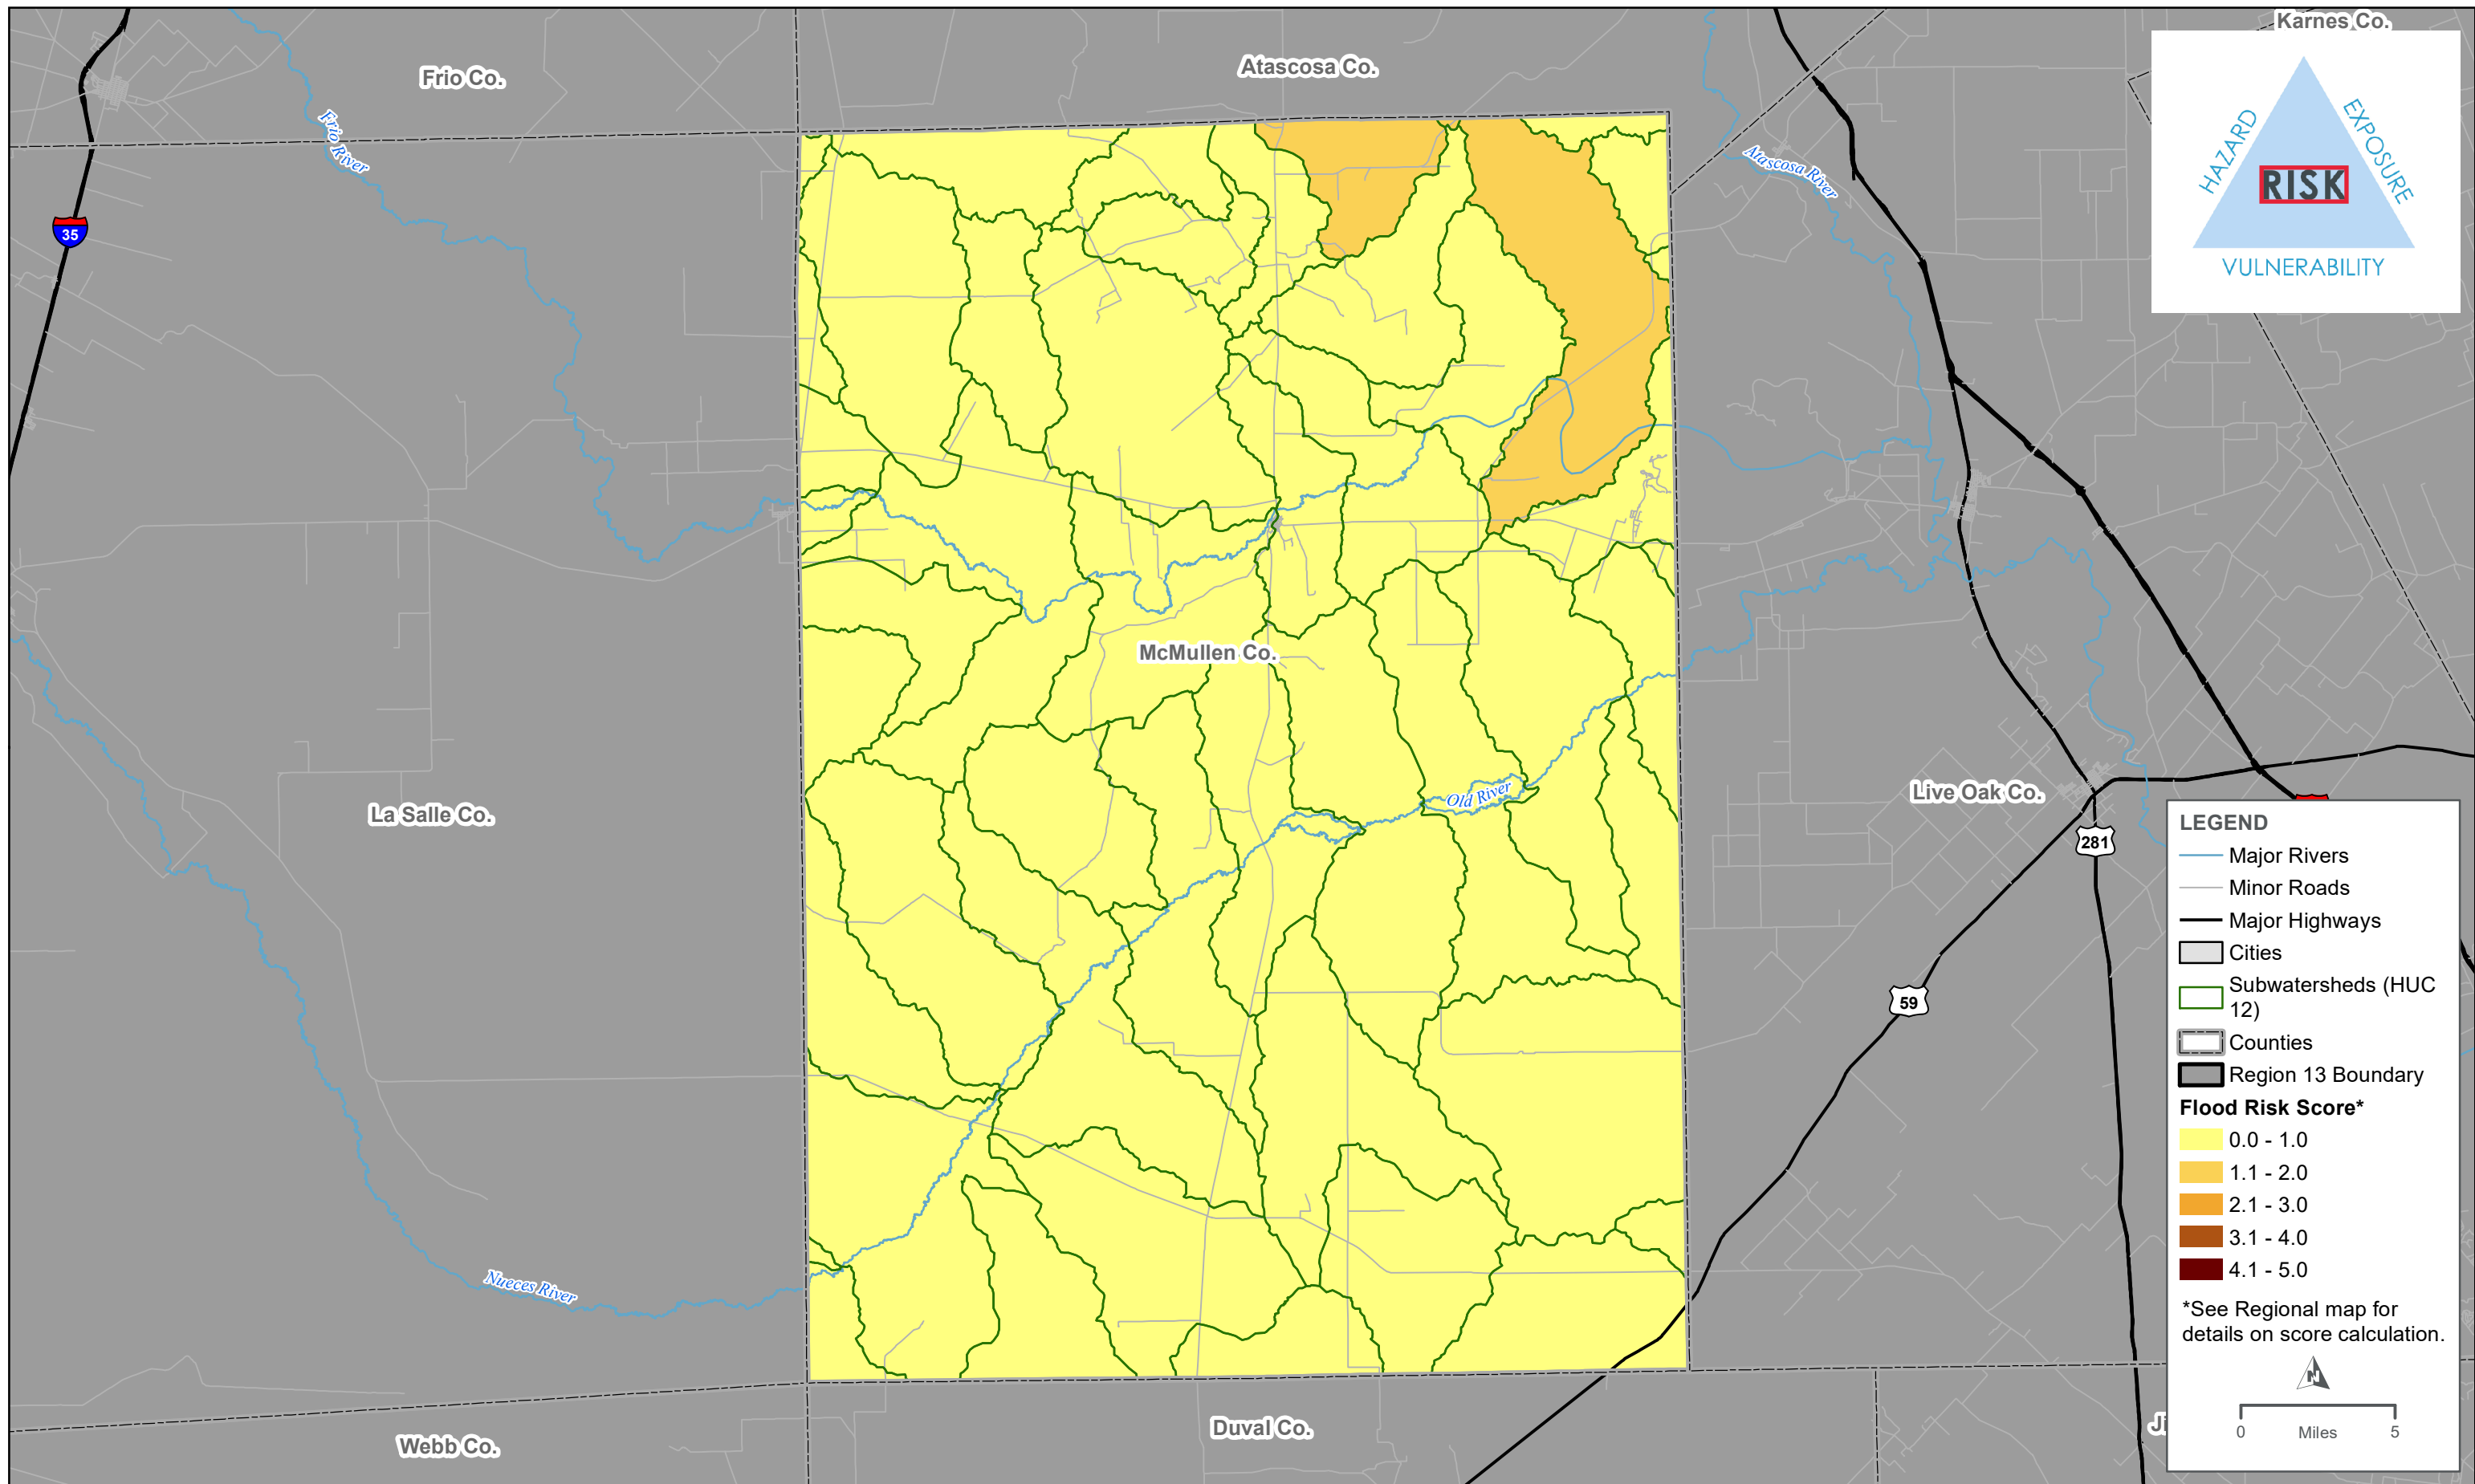 Karnes Co.
Frio Co.
Atascosa Co.
HAZARD
EXPOSURE
RISK
VULNERABILITY
Frio River
Atascosa River
35
McMullen Co.
La Salle Co.
Old River
Live Oak Co.
281
59
Nueces River
Webb Co.
Duval Co.
Ji
LEGEND
Major Rivers
Minor Roads
Major Highways
Cities
Subwatersheds (HUC
12)
Counties
Region 13 Boundary
Flood Risk Score*
0.0 - 1.0
1.1 - 2.0
2.1 - 3.0
3.1 - 4.0
4.1 - 5.0
*See Regional map for
details on score calculation.
N
0 Miles 5